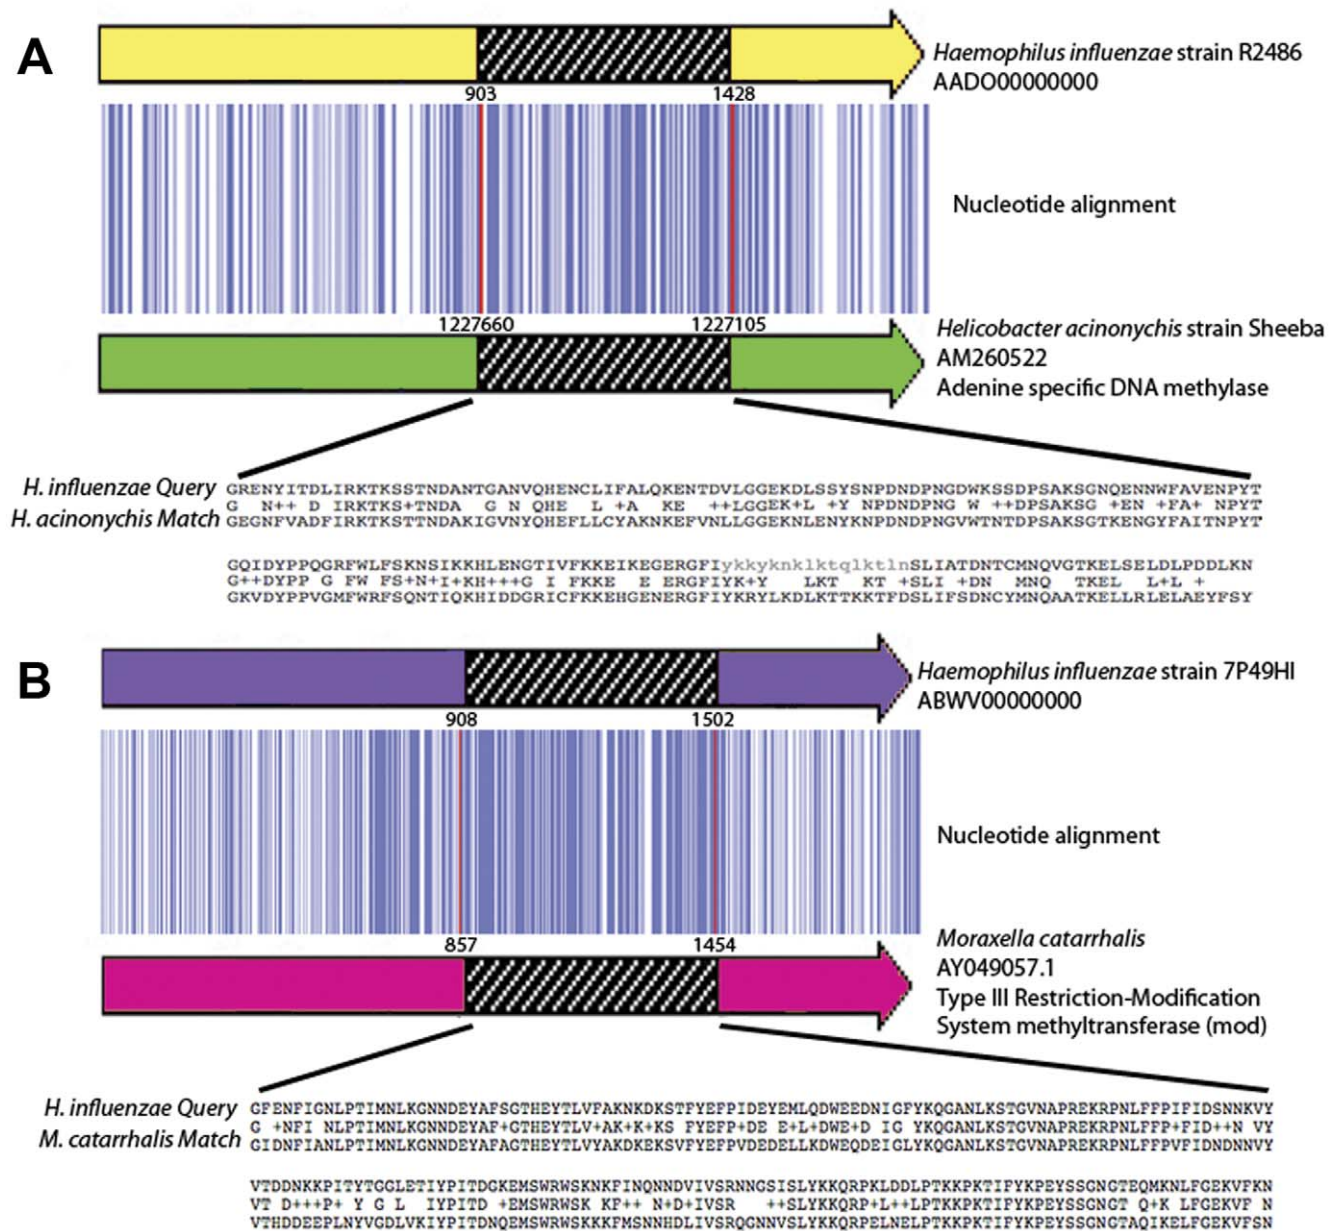 A
Haemophilus influenzae strain R2486
AADO00000000
903 1428
Nucleotide alignment
1227660 1227105
Helicobacter acinonychis strain Sheeba
AM260522
Adenine specific DNA methylase
H. influenzae Query GRENYITDLIRKTKSSTNDANTGANVQHENCLIFALQKENTDVLGGEKDLSSYSNPDNDPNGDWKSSDPSAKSGNQENNWFAVENPYT
G N++ D IRKTKS+TNDA G N QHE L +A KE ++LGGEK+L +Y NPDNDPNG W ++DPSAKSG +EN +FA+ NPYT
H. acinonychis Match GEGNFVADFIRKTKSTTNDAKIGVNYQHEFLLCYAKNKEFVNLLGGEKNLENYKNPDNDPNGVWTNTDPSAKSGTKENGYFAITNPYT
GQIDYPPQGRFWLFSKNSIKKHLENGTIVFKKEIKEGERGFIykkyknklktqlktlnSLIATDNTCMNQVGTKELSELDLPDDLKN
G++DYPP G FW FS+N+I+KH+++G I FKKE E ERGFIYK+Y LKT KT +SLI +DN MNQ TKEL L+L +
GKVDYPPVGMFWRFSQNTIQKHIDDGRICFKKEHGENERGFIYKRYLKDLKTTKKTFDSLIFSDNCYMNQAATKELLRLELAEYFSY
B
Haemophilus influenzae strain 7P49HI
ABWV00000000
908 1502
Nucleotide alignment
857 1454
Moraxella catarrhalis
AY049057.1
Type III Restriction-Modification
System methyltransferase (mod)
H. influenzae Query GFENFIGNLPTIMNLKGNNDEYAFSGTHEYTLVFAKNKDKSTFYEFPIDEYEMLQDWEEDNIGFYKQGANLKSTGVNAPREKRPNLFFPIFIDSNNKVY
G +NFI NLPTIMNLKGNNDEYAF+GTHEYTLV+AK+K+KS FYEFP+DE E+L+DWE+D IG YKQGANLKSTGVNAPREKRPNLFFP+FID++N VY
M. catarrhalis Match GIDNFIANLPTIMNLKGNNDEYAFAGTHEYTLVYAKDKEKSVFYEFPVDEDELLKDWEQDEIGLYKQGANLKSTGVNAPREKRPNLFFPVFIDNDNNVY
VTDDNKKPITYTGGLETIYPITDGKEMSWRWSKNKFINQNNDVIVSRNNGSISLYKKQRPKLDDLPTKKPKTIFYKPEYSSGNGTEQMKNLFGEKVFKN
VT D+++P+ Y G L IYPITD +EMSWRWSK KF++ N+D+IVSR ++SLYKKQRP+L++LPTKKPKTIFYKPEYSSGNGT Q+K LFGEKVF N
VTHDDEEPLNYVGDLVKIYPITDNQEMSWRWSKKKFMSNNHDLIVSRQGNNVSLYKKQRPELNELPTKKPKTIFYKPEYSSGNGTAQIKELFGEKVFSN